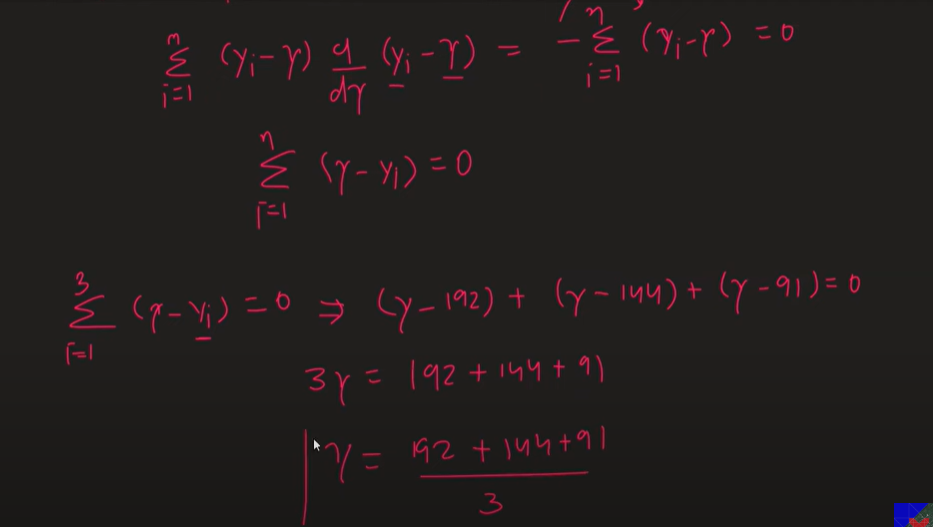 n∑i=1 (yi - γ) d/dγ (yi - γ) = - n∑i=1 (yi - γ) = 0
n∑i=1 (γ - yi) = 0
3∑i=1 (γ - yi) = 0 ⇒ (γ - 192) + (γ - 144) + (γ - 91) = 0
3γ = 192 + 144 + 91
γ = (192 + 144 + 91)/3